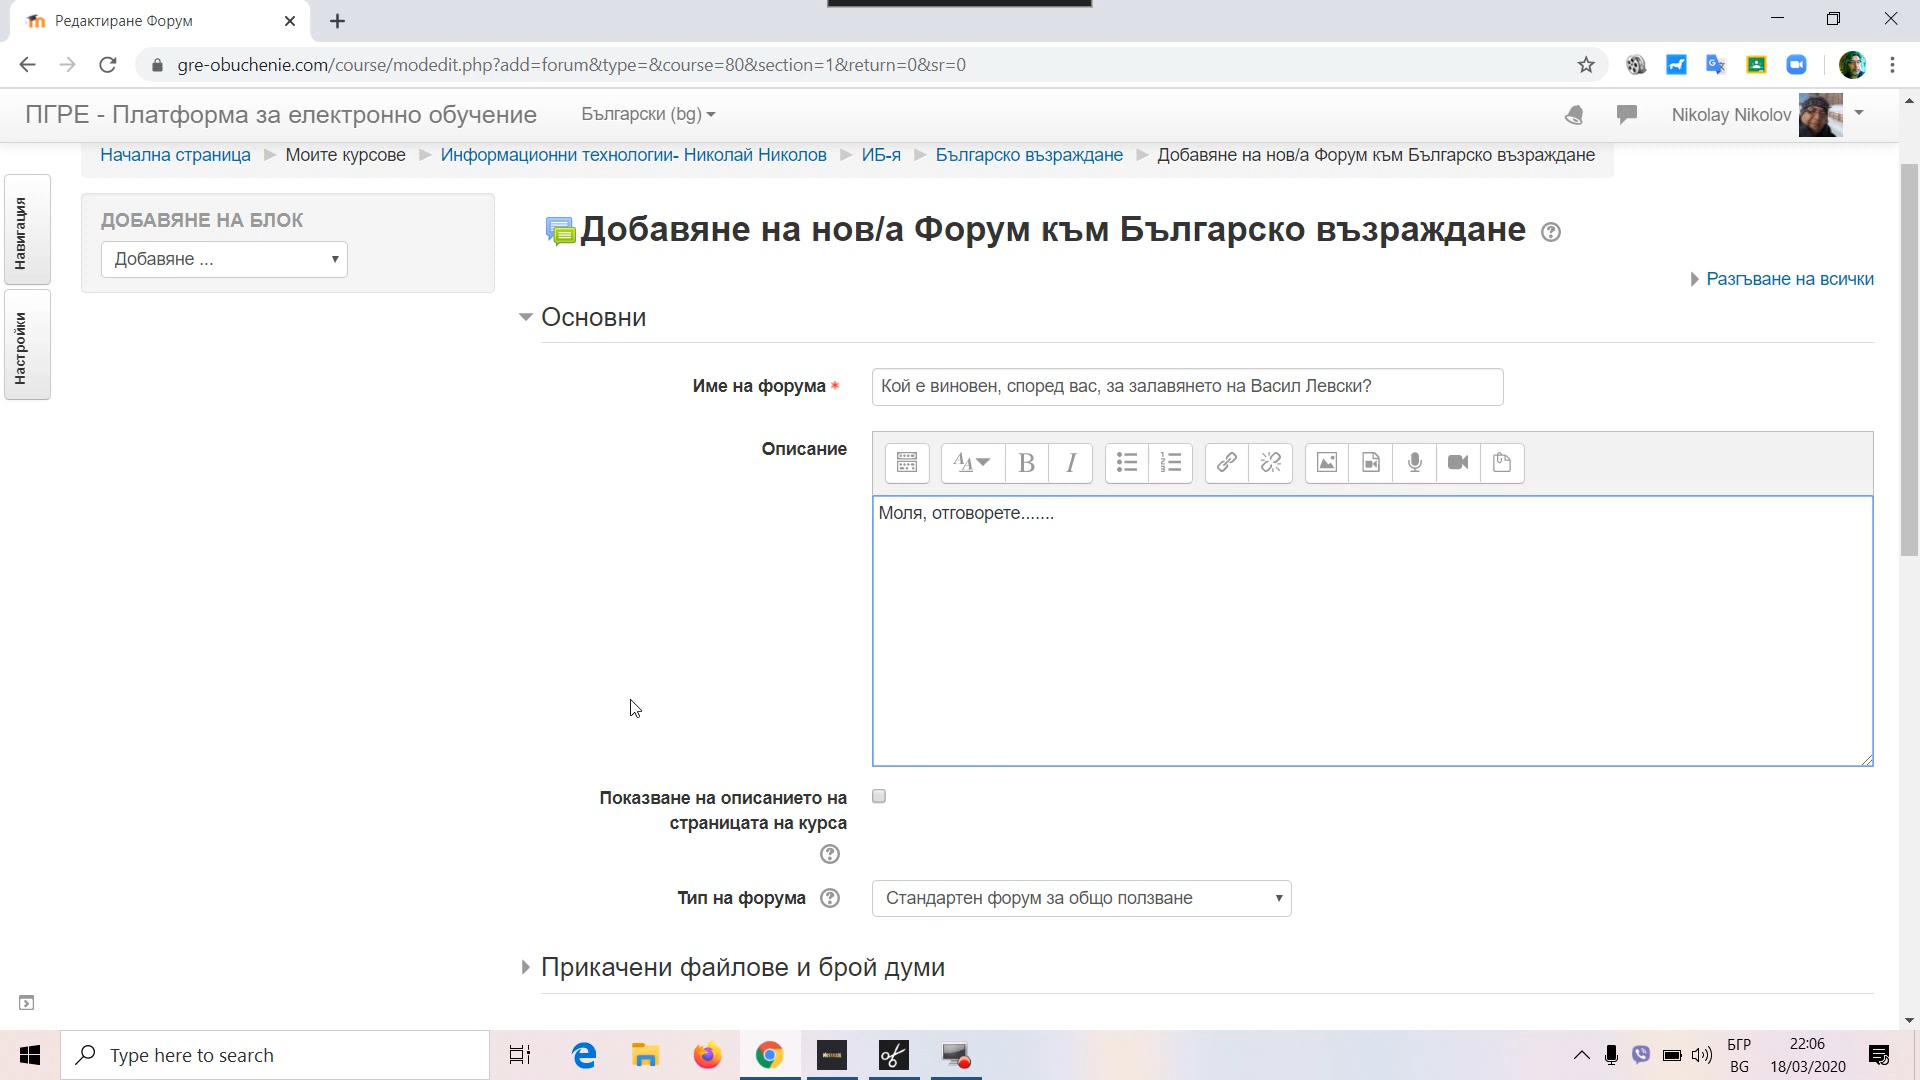 Редактиране Форум
gre-obuchenie.com/course/modedit.php?add=forum&type=&course=80&section=1&return=0&sr=0
ПГРЕ - Платформа за електронно обучение
Български (bg)
Nikolay Nikolov
Начална страница
Моите курсове
Информационни технологии- Николай Николов
ИБ-я
Българско възраждане
Добавяне на нов/а Форум към Българско възраждане
Навигация
Настройки
ДОБАВЯНЕ НА БЛОК
Добавяне ...
Добавяне на нов/а Форум към Българско възраждане
Разгъване на всички
Основни
Име на форума *
Кой е виновен, според вас, за залавянето на Васил Левски?
Описание
Моля, отговорете.......
Показване на описанието на
страницата на курса
Тип на форума
Стандартен форум за общо ползване
Прикачени файлове и брой думи
Type here to search
БГР
BG
22:06
18/03/2020